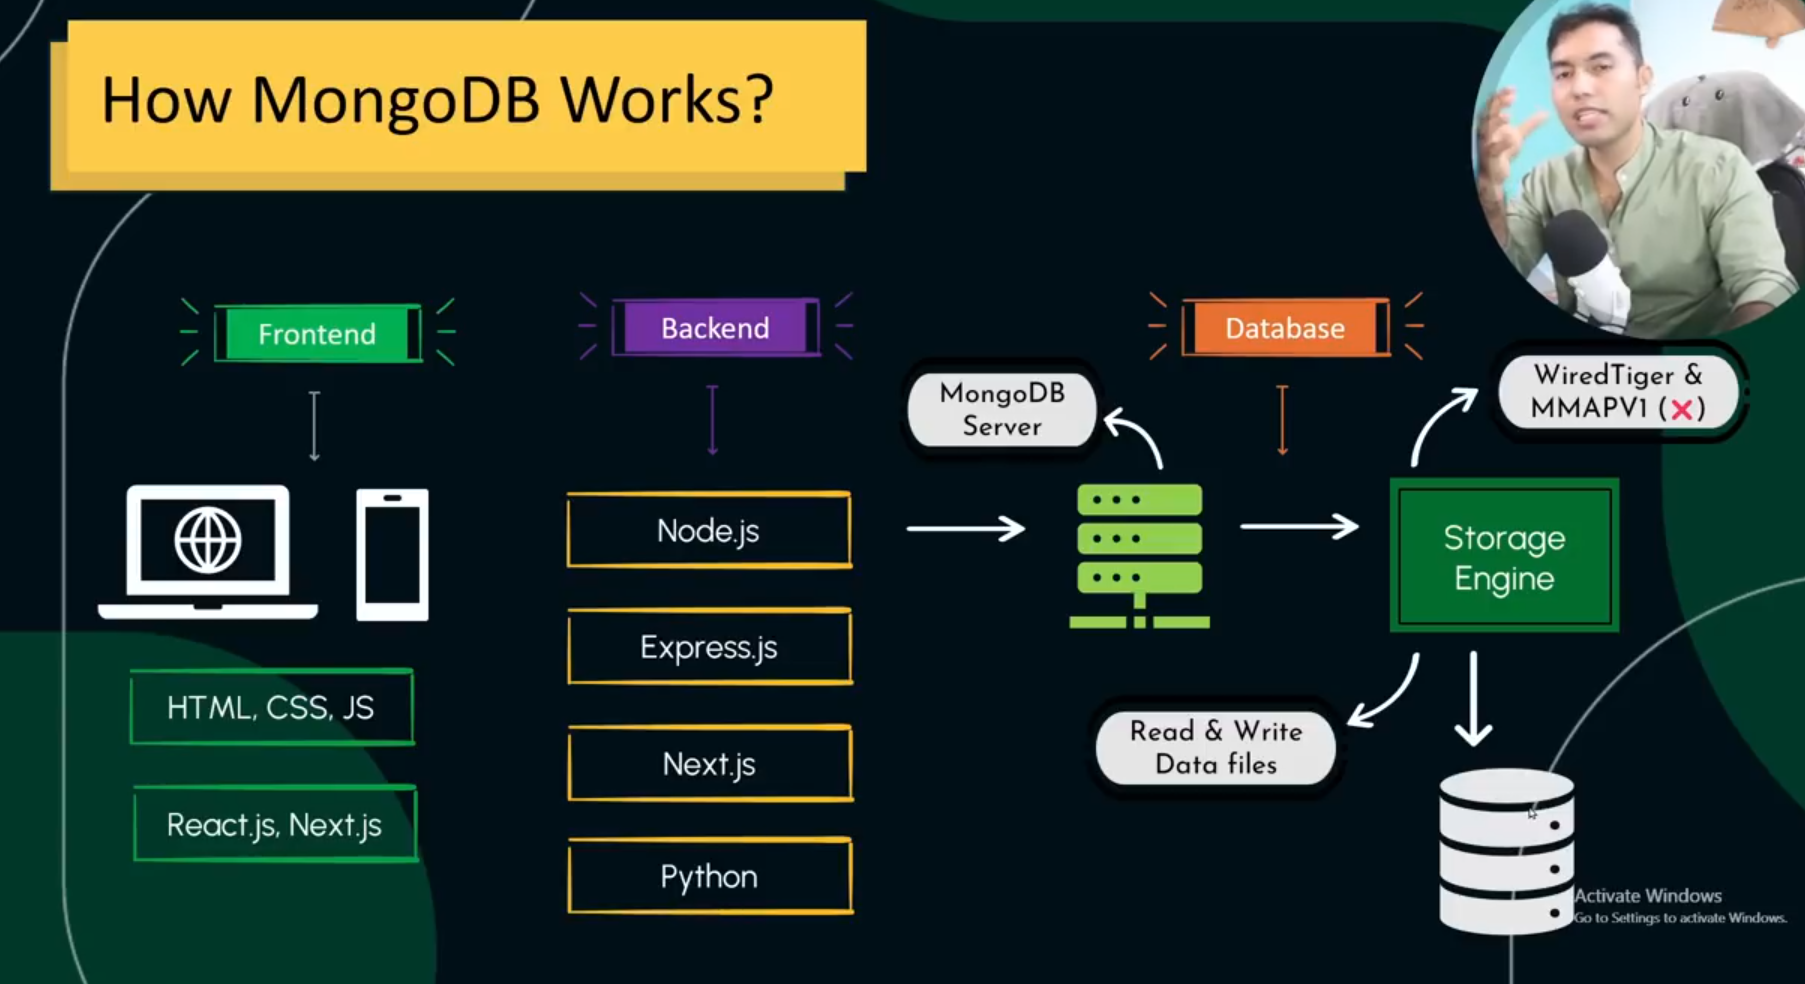 How MongoDB Works?
Frontend
Backend
Database
MongoDB
Server
WiredTiger &
MMAPV1 (❌)
Node.js
Storage
Engine
Express.js
HTML, CSS, JS
Read & Write
Data files
Next.js
React.js, Next.js
Python
Activate Windows
Go to Settings to activate Windows.